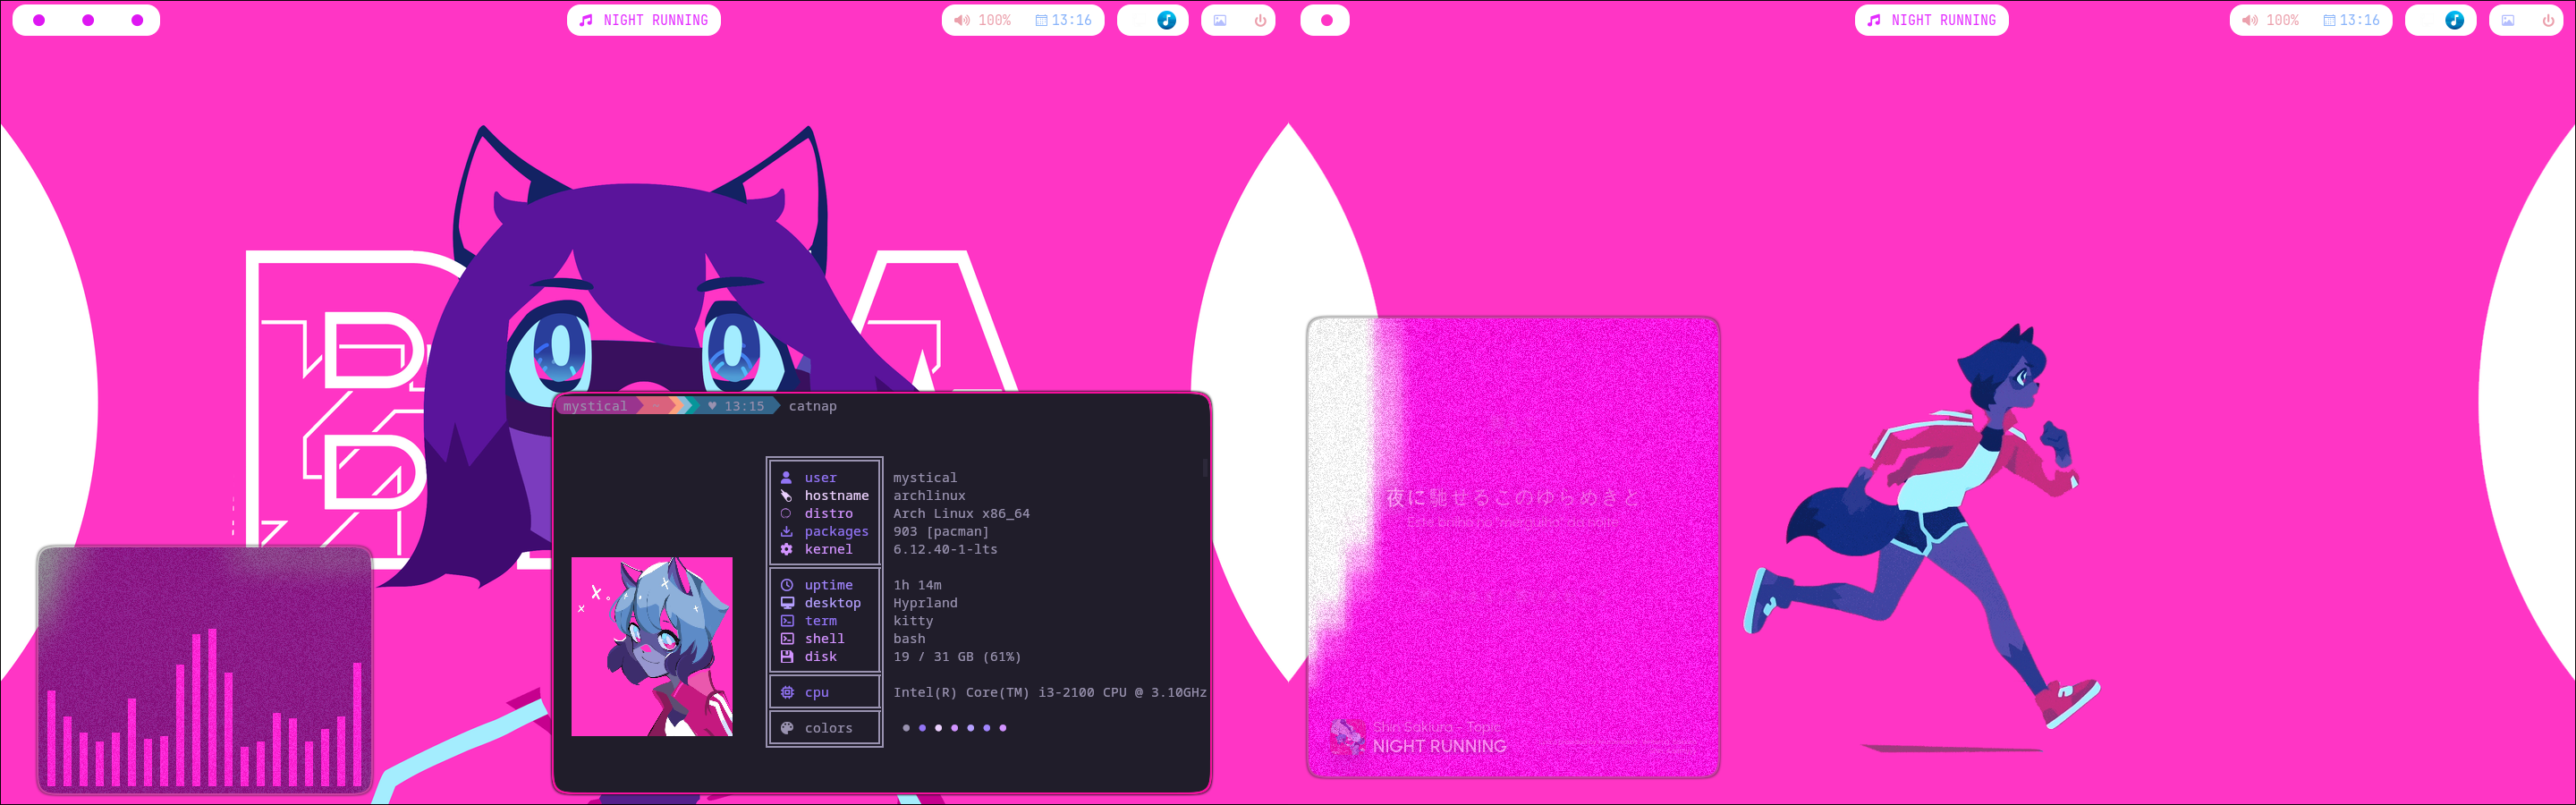 NIGHT RUNNING
100%
13:16
NIGHT RUNNING
100%
13:16
mystical ♥ 13:15 catnap
user mystical
hostname archlinux
distro Arch Linux x86_64
packages 903 [pacman]
kernel 6.12.40-1-lts
uptime 1h 14m
desktop Hyprland
term kitty
shell bash
disk 19 / 31 GB (61%)
cpu Intel(R) Core(TM) i3-2100 CPU @ 3.10GHz
colors
夜に馳せるこのゆらめきと
Este brilho no "mergulho" da noite
Shin Sakiura - Topic
NIGHT RUNNING